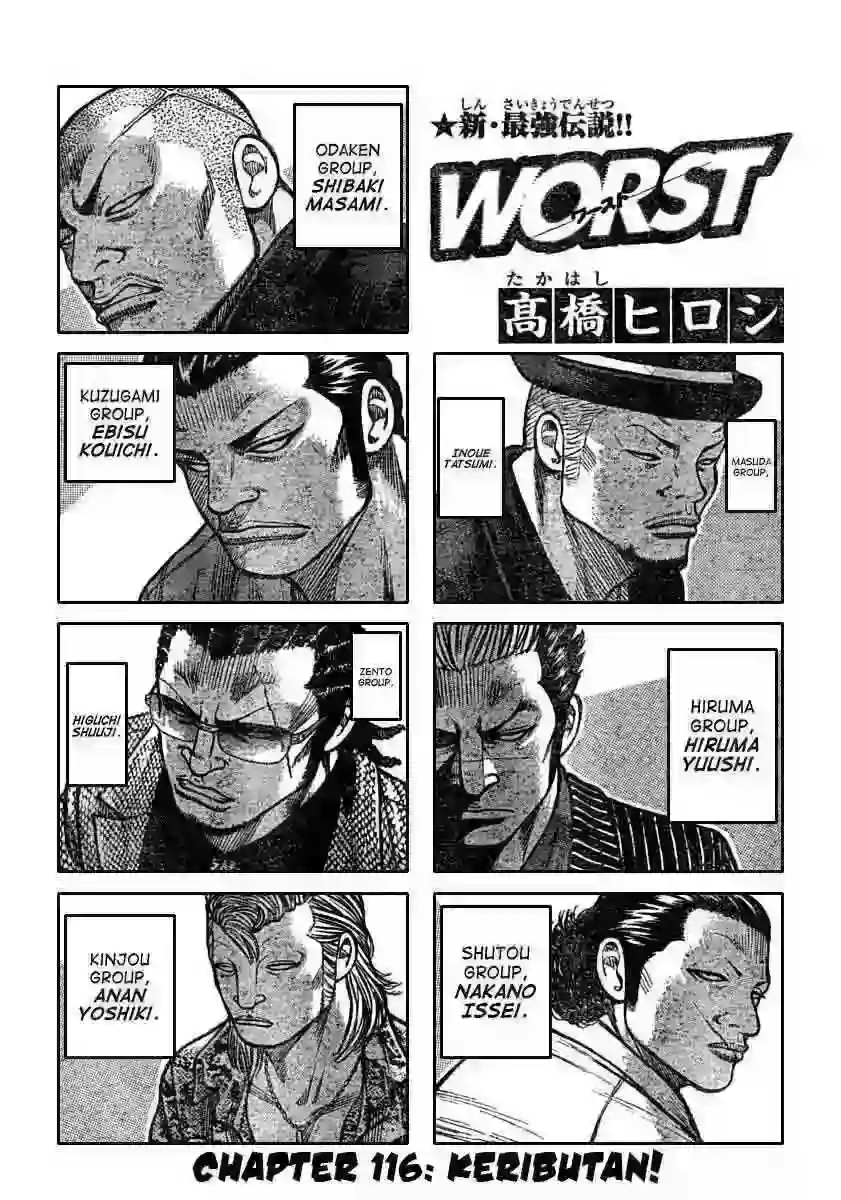 しん さいきょうでんせつ
★新・最強伝説!!
WORST
ワースト
たかはし
髙橋ヒロシ
ODAKEN
GROUP,
SHIBAKI
MASAMI.
MASUDA
GROUP,
INOUE
TATSUMI.
KUZUGAMI
GROUP,
EBISU
KOUICHI.
HIRUMA
GROUP,
HIRUMA
YUUSHI.
ZENTO
GROUP,
HIGUCHI
SHUUJI.
SHUTOU
GROUP,
NAKANO
ISSEI.
KINJOU
GROUP,
ANAN
YOSHIKI.
CHAPTER 116: KERIBUTAN!